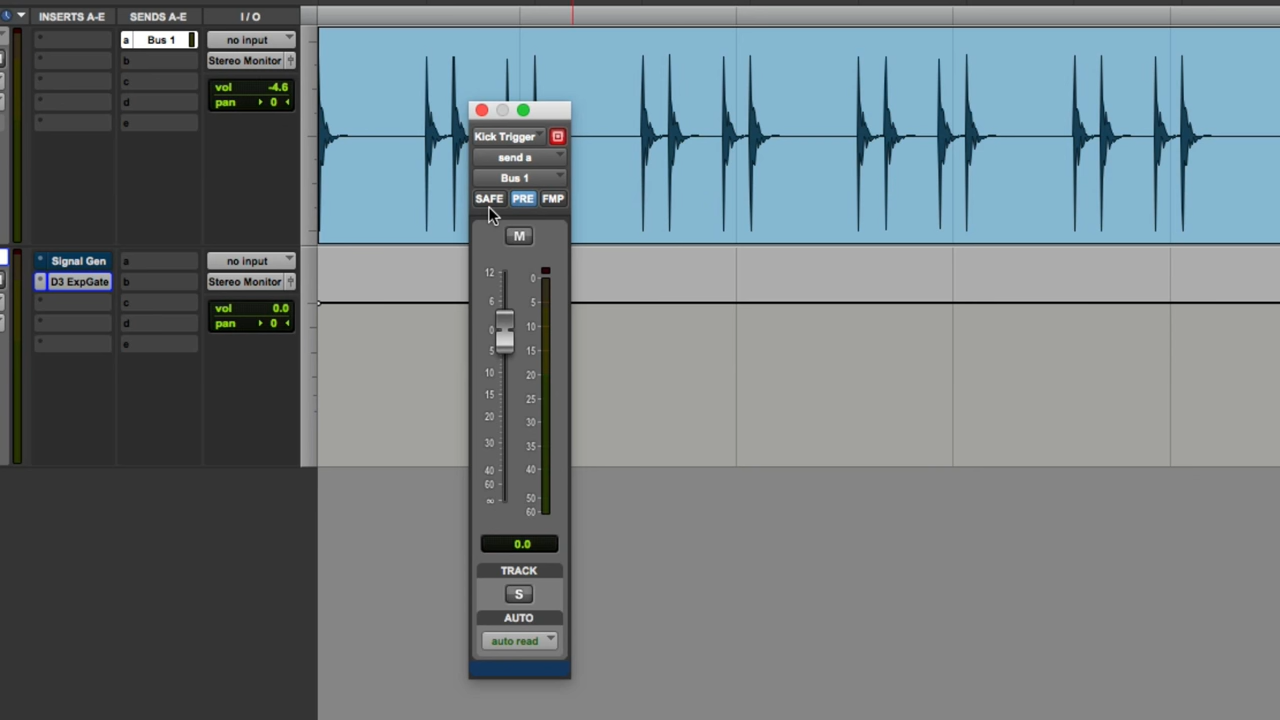 INSERTS A-E SENDS A-E I / O
a Bus 1 no input
b Stereo Monitor
c vol -4.6
d pan 0
e
Signal Gen a no input
D3 ExpGate b Stereo Monitor
c vol 0.0
d pan 0
e
Kick Trigger
send a
Bus 1
SAFE PRE FMP
M
12 0
6 5
0 10
5 15
10 20
15 25
20 30
30 35
40 40
60 50
∞ 60
0.0
TRACK
S
AUTO
auto read